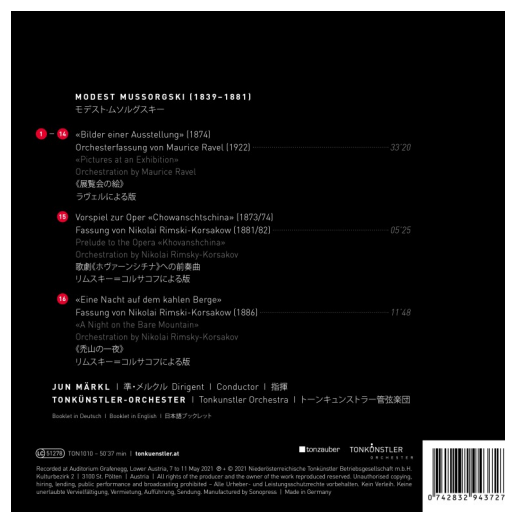 MODEST MUSSORGSKI (1839–1881)
モデスト・ムソルグスキー
1 – 14 «Bilder einer Ausstellung» (1874)
Orchesterfassung von Maurice Ravel (1922) 33'20
«Pictures at an Exhibition»
Orchestration by Maurice Ravel
《展覧会の絵》
ラヴェルによる版
15 Vorspiel zur Oper «Chowanschtschina» (1873/74)
Fassung von Nikolai Rimski-Korsakow (1881/82) 05'25
Prelude to the Opera «Khovanshchina»
Orchestration by Nikolai Rimsky-Korsakov
歌劇《ホヴァーンシチナ》への前奏曲
リムスキー＝コルサコフによる版
16 «Eine Nacht auf dem kahlen Berge»
Fassung von Nikolai Rimski-Korsakow (1886) 11'48
«A Night on the Bare Mountain»
Orchestration by Nikolai Rimsky-Korsakov
《禿山の一夜》
リムスキー＝コルサコフによる版
JUN MÄRKL | 準・メルクル Dirigent | Conductor | 指揮
TONKÜNSTLER-ORCHESTER | Tonkunstler Orchestra | トーンキュンストラー管弦楽団
Booklet in Deutsch | Booklet in English | 日本語ブックレット
LC 51278 TON1010 – 50'37 min | tonkuenstler.at
tonzauber TONKÜNSTLER ORCHESTER
Recorded at Auditorium Grafenegg, Lower Austria, 7 to 11 May 2021 ℗ + © 2021 Niederösterreichische Tonkünstler Betriebsgesellschaft m.b.H.
Kulturbezirk 2 | 3100 St. Pölten | Austria | All rights of the producer and the owner of the work reproduced reserved. Unauthorised copying,
hiring, lending, public performance and broadcasting prohibited – Alle Urheber- und Leistungsschutzrechte vorbehalten. Kein Verleih. Keine
unerlaubte Vervielfältigung, Vermietung, Aufführung, Sendung. Manufactured by Sonopress | Made in Germany
0 742832 943727